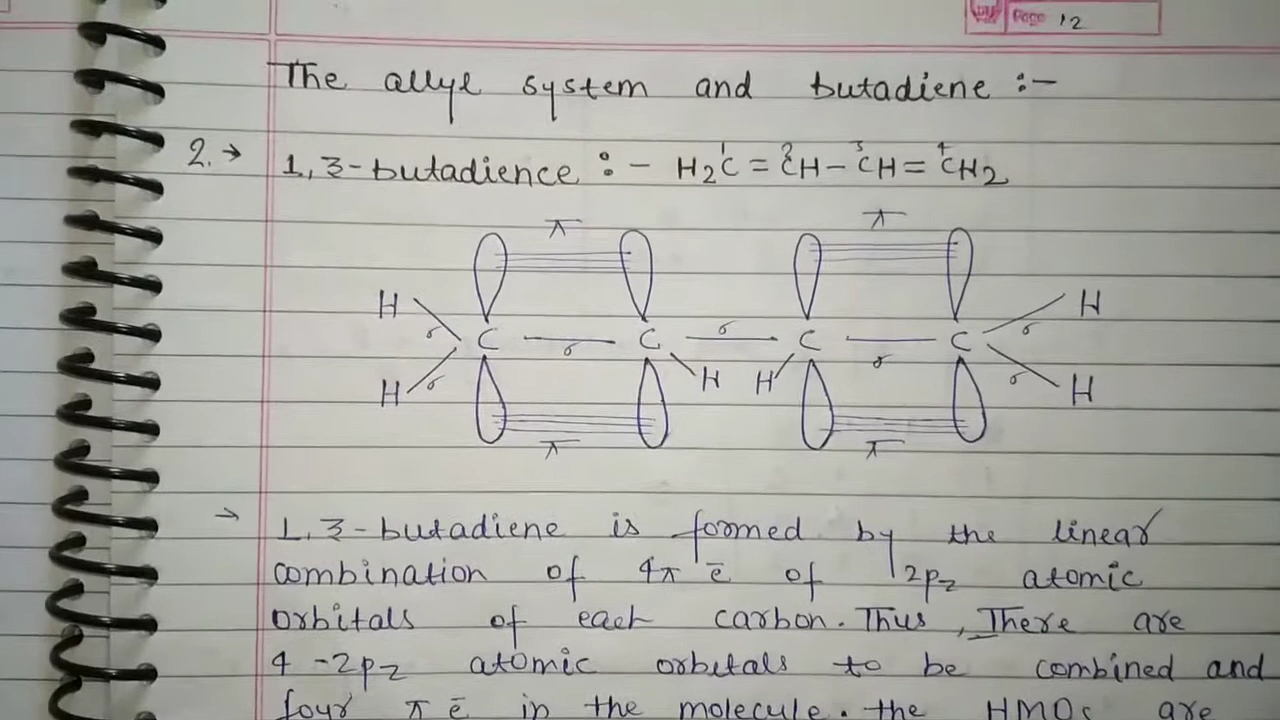 Page 12
The allyl system and butadiene :-
2. → 1,3-butadience :- H2C = CH - CH = CH2
1 2 3 4
π π
H H
σ σ
C σ C σ C σ C
H σ H H σ H
π π
→ 1,3-butadiene is formed by the linear
combination of 4π ē of 2pz atomic
orbitals of each carbon. Thus, There are
4 -2pz atomic orbitals to be combined and
four π ē in the molecule. the HMOs are